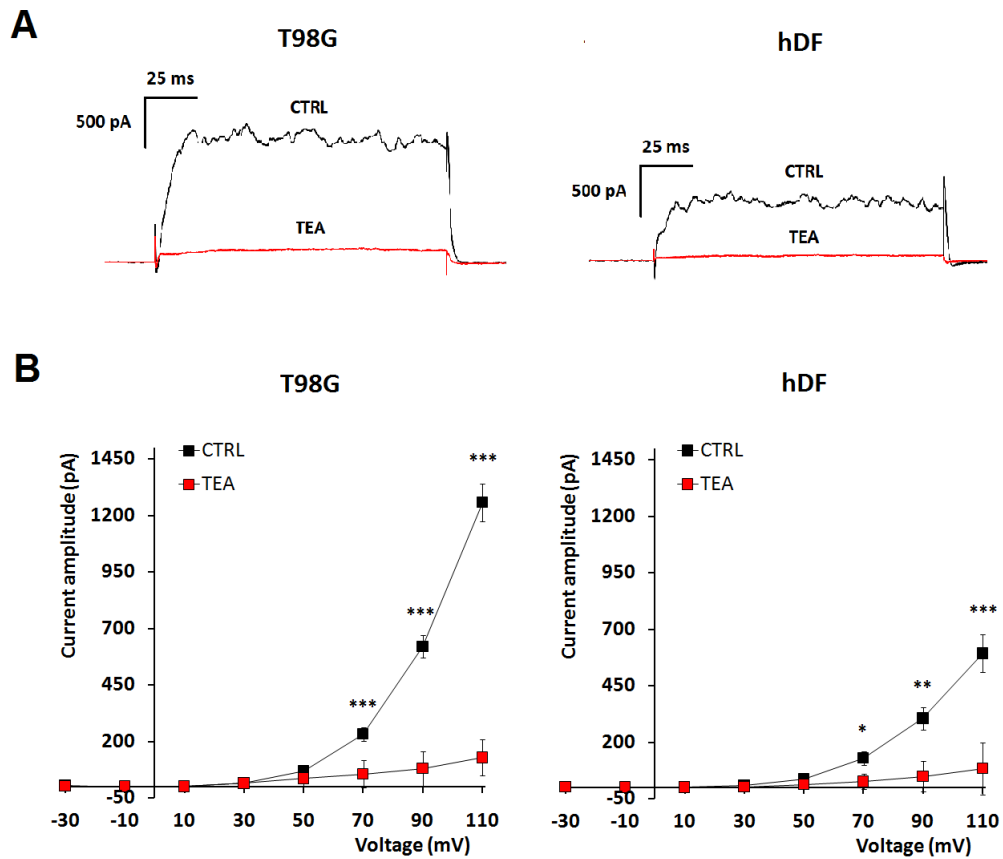 A
T98G
hDF
25 ms
CTRL
500 pA
TEA
25 ms
CTRL
500 pA
TEA
B
T98G
hDF
CTRL
TEA
Current amplitude (pA)
1450
1200
950
700
450
200
-50
***
***
***
-30 -10 10 30 50 70 90 110
Voltage (mV)
CTRL
TEA
Current amplitude (pA)
1450
1200
950
700
450
200
-50
***
**
*
-30 -10 10 30 50 70 90 110
Voltage (mV)